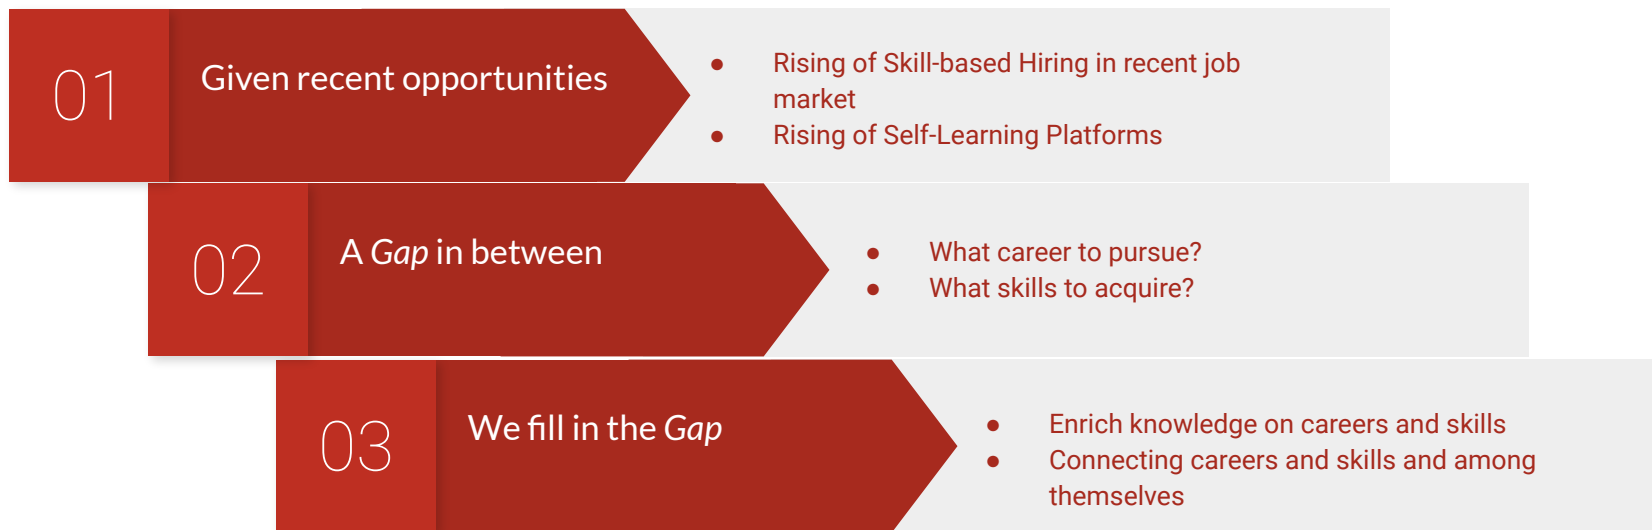 01
Given recent opportunities
● Rising of Skill-based Hiring in recent job
market
● Rising of Self-Learning Platforms
02
A Gap in between
● What career to pursue?
● What skills to acquire?
03
We fill in the Gap
● Enrich knowledge on careers and skills
● Connecting careers and skills and among
themselves